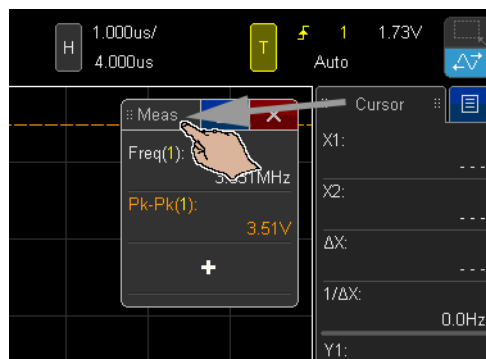 H 1.000us/ 4.000us T 1 1.73V Auto
Meas
Freq(1):
MHz
Pk-Pk(1):
3.51V
+
Cursor
X1:
---
X2:
---
ΔX:
---
1/ΔX:
0.0Hz
Y1: